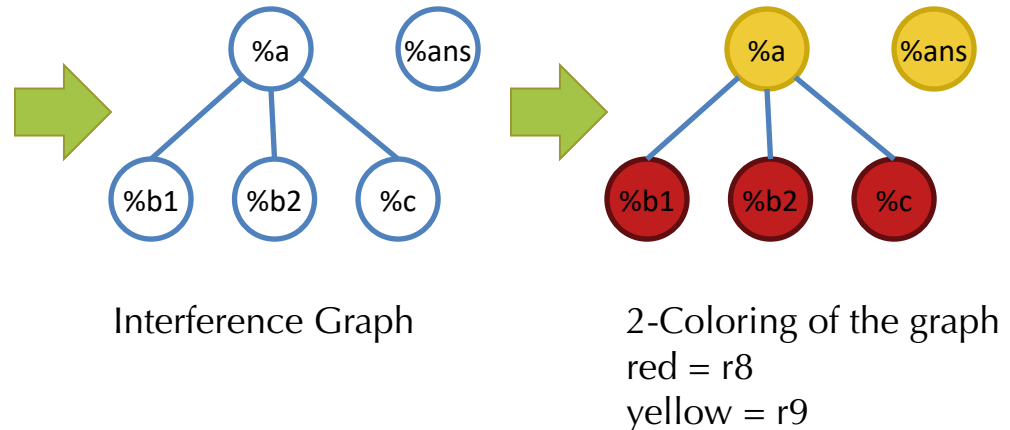 %a
%ans
%b1
%b2
%c
Interference Graph
%a
%ans
%b1
%b2
%c
2-Coloring of the graph
red = r8
yellow = r9